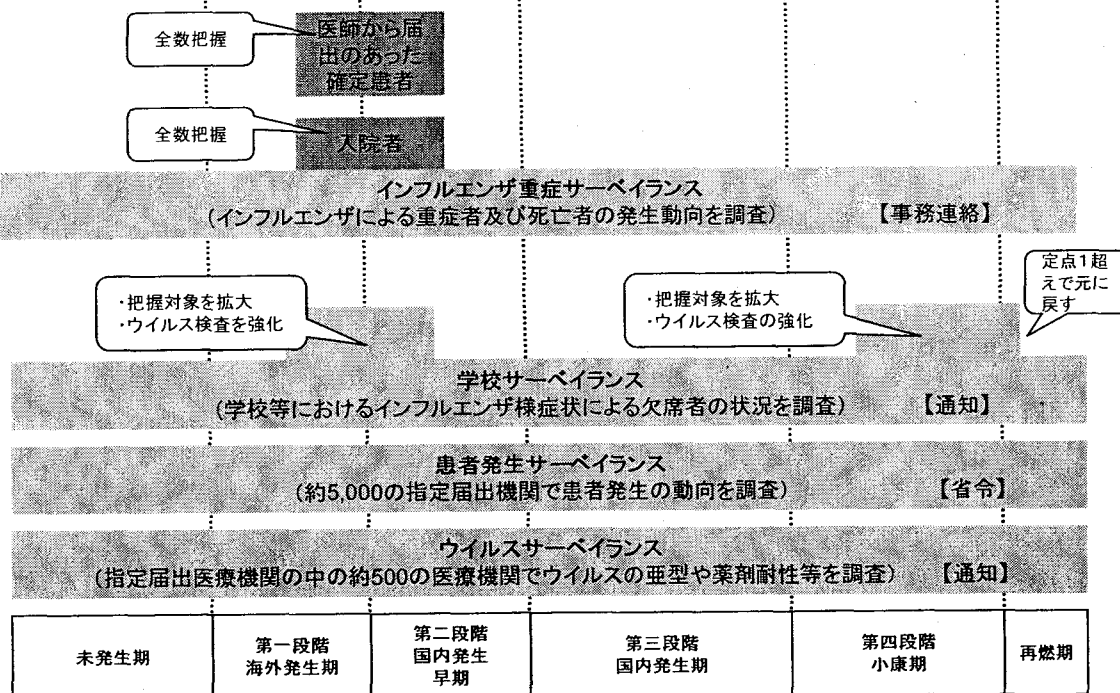 全数把握
医師から届
出のあった
確定患者
全数把握
入院者
インフルエンザ重症サーベイランス
(インフルエンザによる重症者及び死亡者の発生動向を調査) 【事務連絡】
・把握対象を拡大
・ウイルス検査を強化
・把握対象を拡大
・ウイルス検査の強化
定点1超
えで元に
戻す
学校サーベイランス
(学校等におけるインフルエンザ様症状による欠席者の状況を調査) 【通知】
患者発生サーベイランス
(約5,000の指定届出機関で患者発生の動向を調査) 【省令】
ウイルスサーベイランス
(指定届出医療機関の中の約500の医療機関でウイルスの亜型や薬剤耐性等を調査) 【通知】
未発生期
第一段階
海外発生期
第二段階
国内発生
早期
第三段階
国内発生期
第四段階
小康期
再燃期